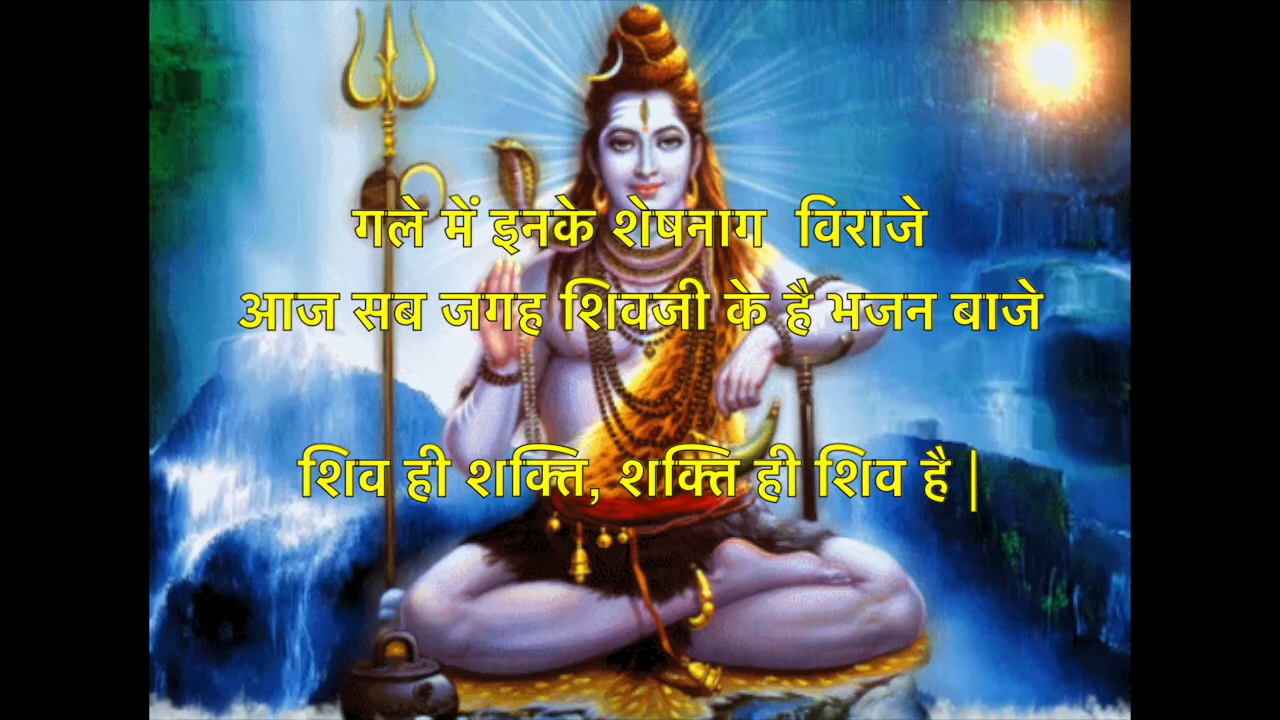 गले में इनके शेषनाग  विराजे
आज सब जगह शिवजी के है भजन बाजे
शिव ही शक्ति, शक्ति ही शिव है |